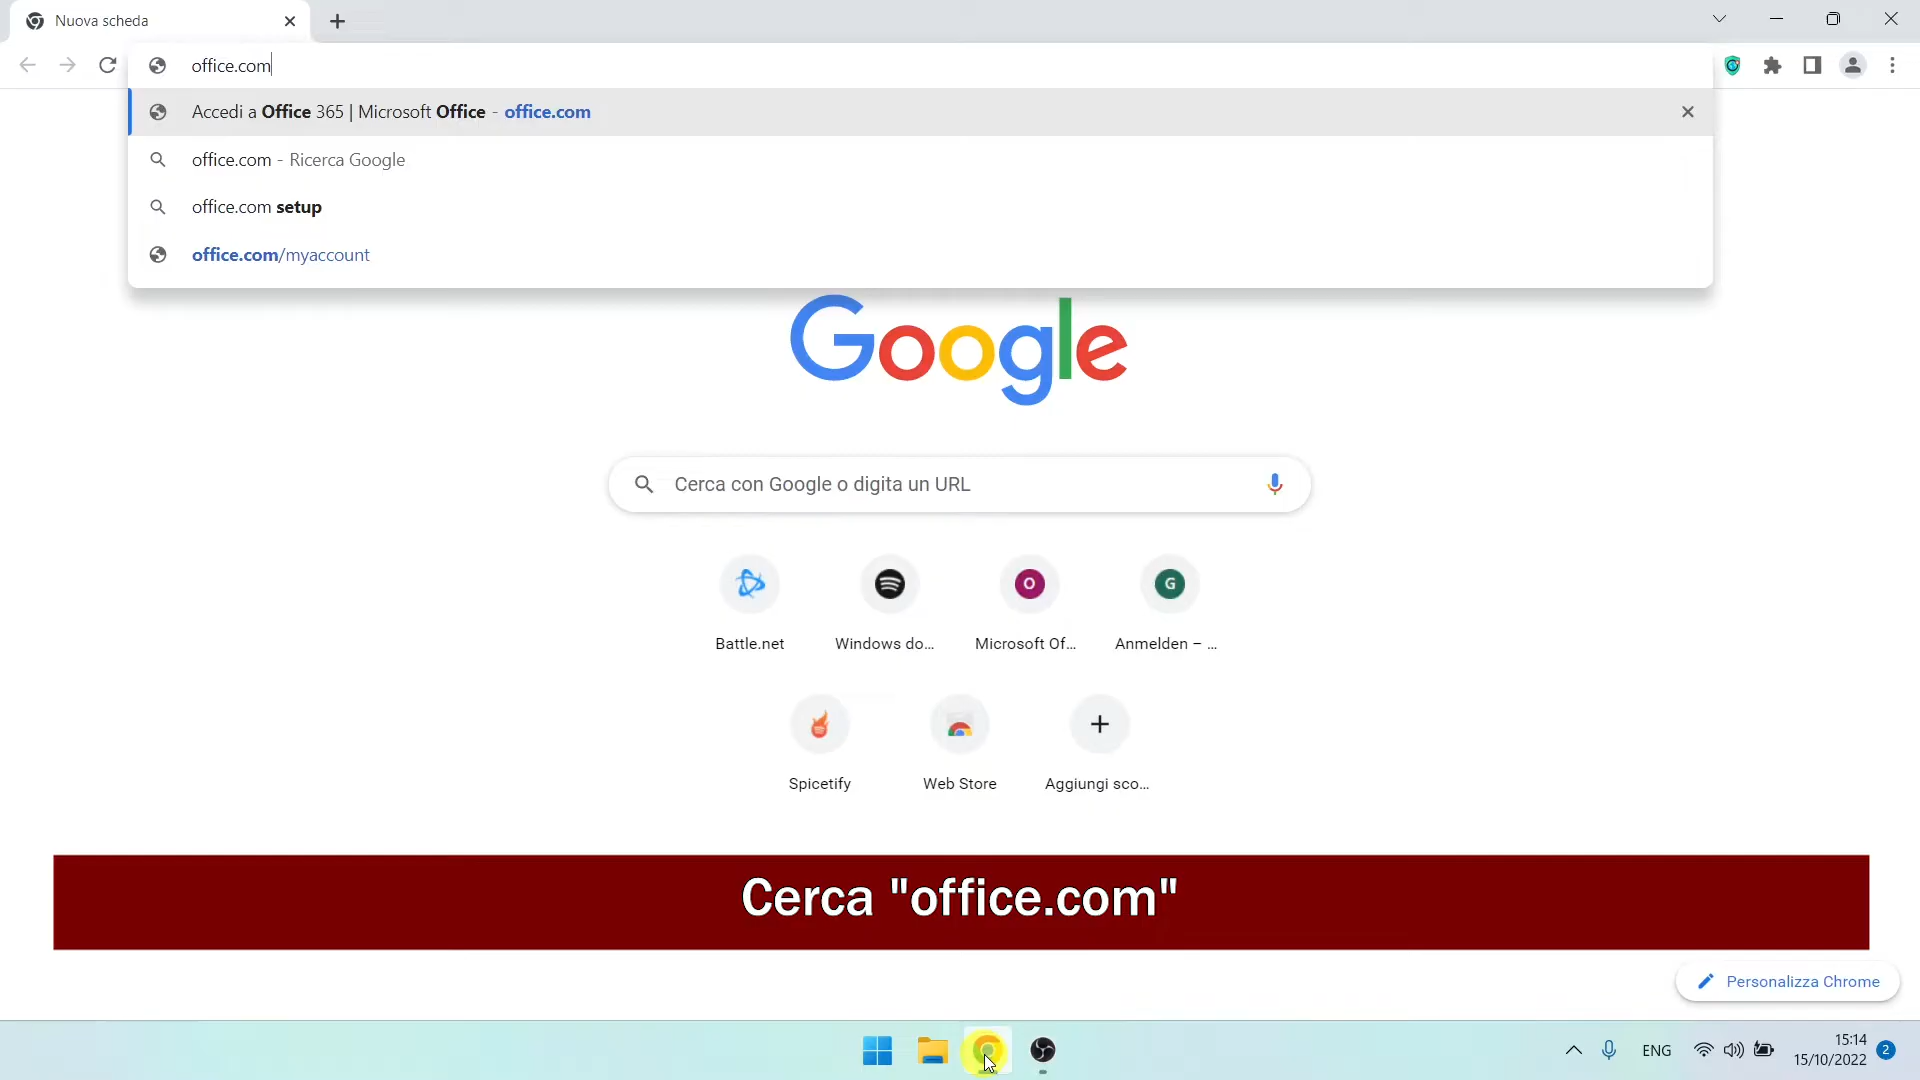 Nuova scheda
office.com
Accedi a Office 365 | Microsoft Office - office.com
office.com - Ricerca Google
office.com setup
office.com/myaccount
Google
Cerca con Google o digita un URL
Battle.net
Windows do...
Microsoft Of...
Anmelden – ...
Spicetify
Web Store
Aggiungi sco...
Cerca "office.com"
Personalizza Chrome
ENG
15:14
15/10/2022
2